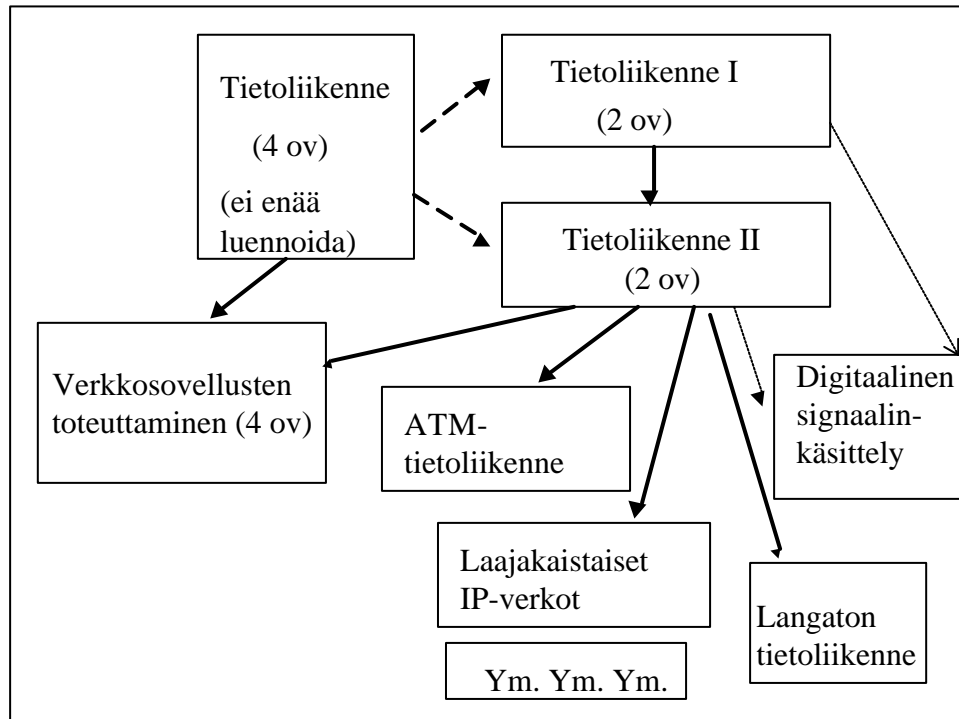 Tietoliikenne
(4 ov)
(ei enää
luennoida)
Tietoliikenne I
(2 ov)
Tietoliikenne II
(2 ov)
Verkkosovellusten
toteuttaminen (4 ov)
ATM-
tietoliikenne
Digitaalinen
signaalin-
käsittely
Laajakaistaiset
IP-verkot
Langaton
tietoliikenne
Ym. Ym. Ym.